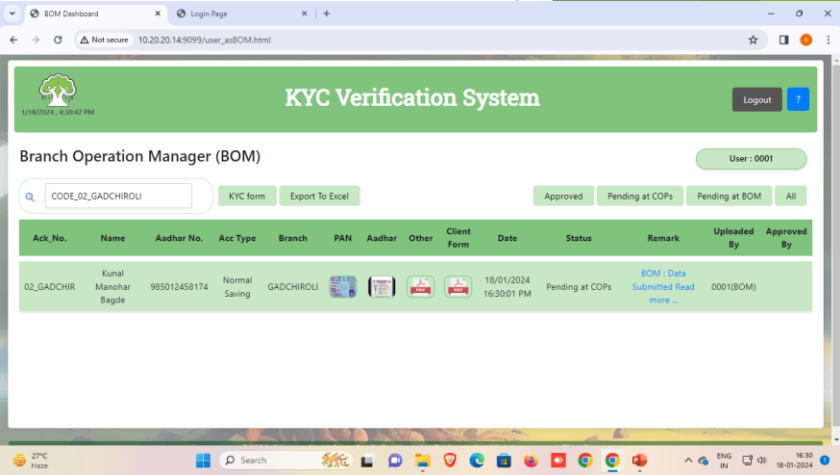 BOM Dashboard
Login Page
Not secure 10.20.20.14:9099/user_asBOM.html
KYC Verification System
1/18/2024 , 4:30:42 PM
Logout ?
Branch Operation Manager (BOM)
User : 0001
CODE_02_GADCHIROLI KYC form Export To Excel Approved Pending at COPs Pending at BOM All
Ack_No. Name Aadhar No. Acc Type Branch PAN Aadhar Other Client Form Date Status Remark Uploaded By Approved By
02_GADCHIR Kunal Manohar Bagde 985012458174 Normal Saving GADCHIROLI PDF PDF 18/01/2024 16:30:01 PM Pending at COPs BOM : Data Submitted Read more ... 0001(BOM)
27°C
Haze
Search
ENG
IN
16:30
18-01-2024